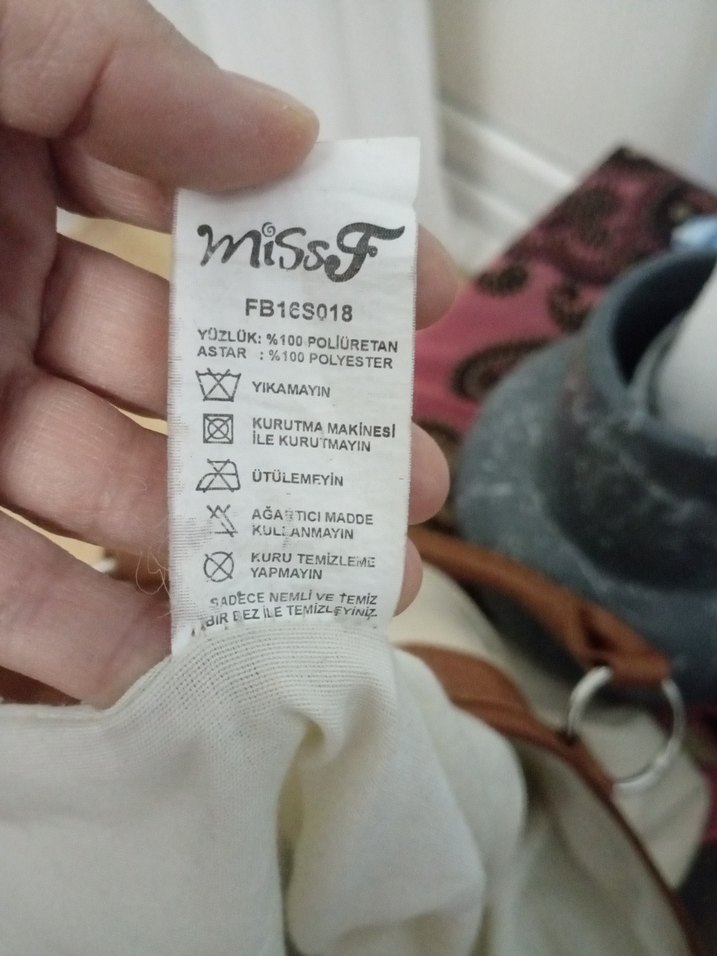 missF
FB16S018
YÜZLÜK: %100 POLİÜRETAN
ASTAR : %100 POLYESTER
YIKAMAYIN
KURUTMA MAKİNESİ
İLE KURUTMAYIN
ÜTÜLEMEYİN
AĞARTICI MADDE
KULLANMAYIN
KURU TEMİZLEME
YAPMAYIN
SADECE NEMLİ VE TEMİZ
BİR BEZ İLE TEMİZLEYİNİZ